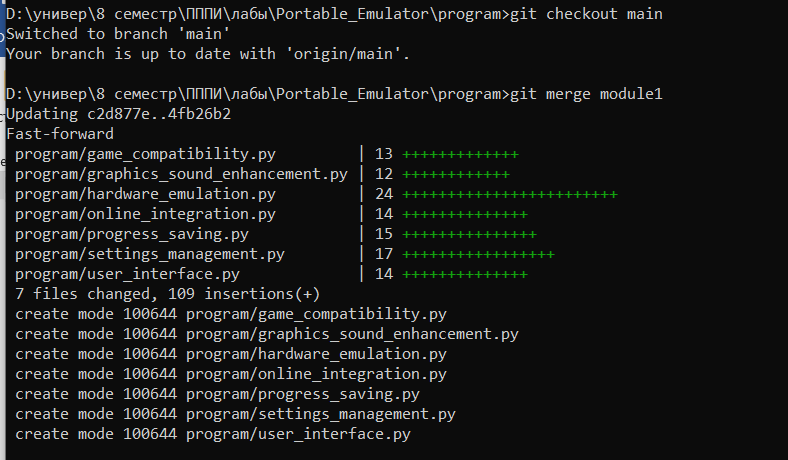 D:\универ\8 семестр\ПППИ\лабы\Portable_Emulator\program>git checkout main
Switched to branch 'main'
Your branch is up to date with 'origin/main'.
D:\универ\8 семестр\ПППИ\лабы\Portable_Emulator\program>git merge module1
Updating c2d877e..4fb26b2
Fast-forward
program/game_compatibility.py | 13 +++++++++++++
program/graphics_sound_enhancement.py | 12 ++++++++++++
program/hardware_emulation.py | 24 ++++++++++++++++++++++++
program/online_integration.py | 14 ++++++++++++++
program/progress_saving.py | 15 +++++++++++++++
program/settings_management.py | 17 +++++++++++++++++
program/user_interface.py | 14 ++++++++++++++
7 files changed, 109 insertions(+)
create mode 100644 program/game_compatibility.py
create mode 100644 program/graphics_sound_enhancement.py
create mode 100644 program/hardware_emulation.py
create mode 100644 program/online_integration.py
create mode 100644 program/progress_saving.py
create mode 100644 program/settings_management.py
create mode 100644 program/user_interface.py